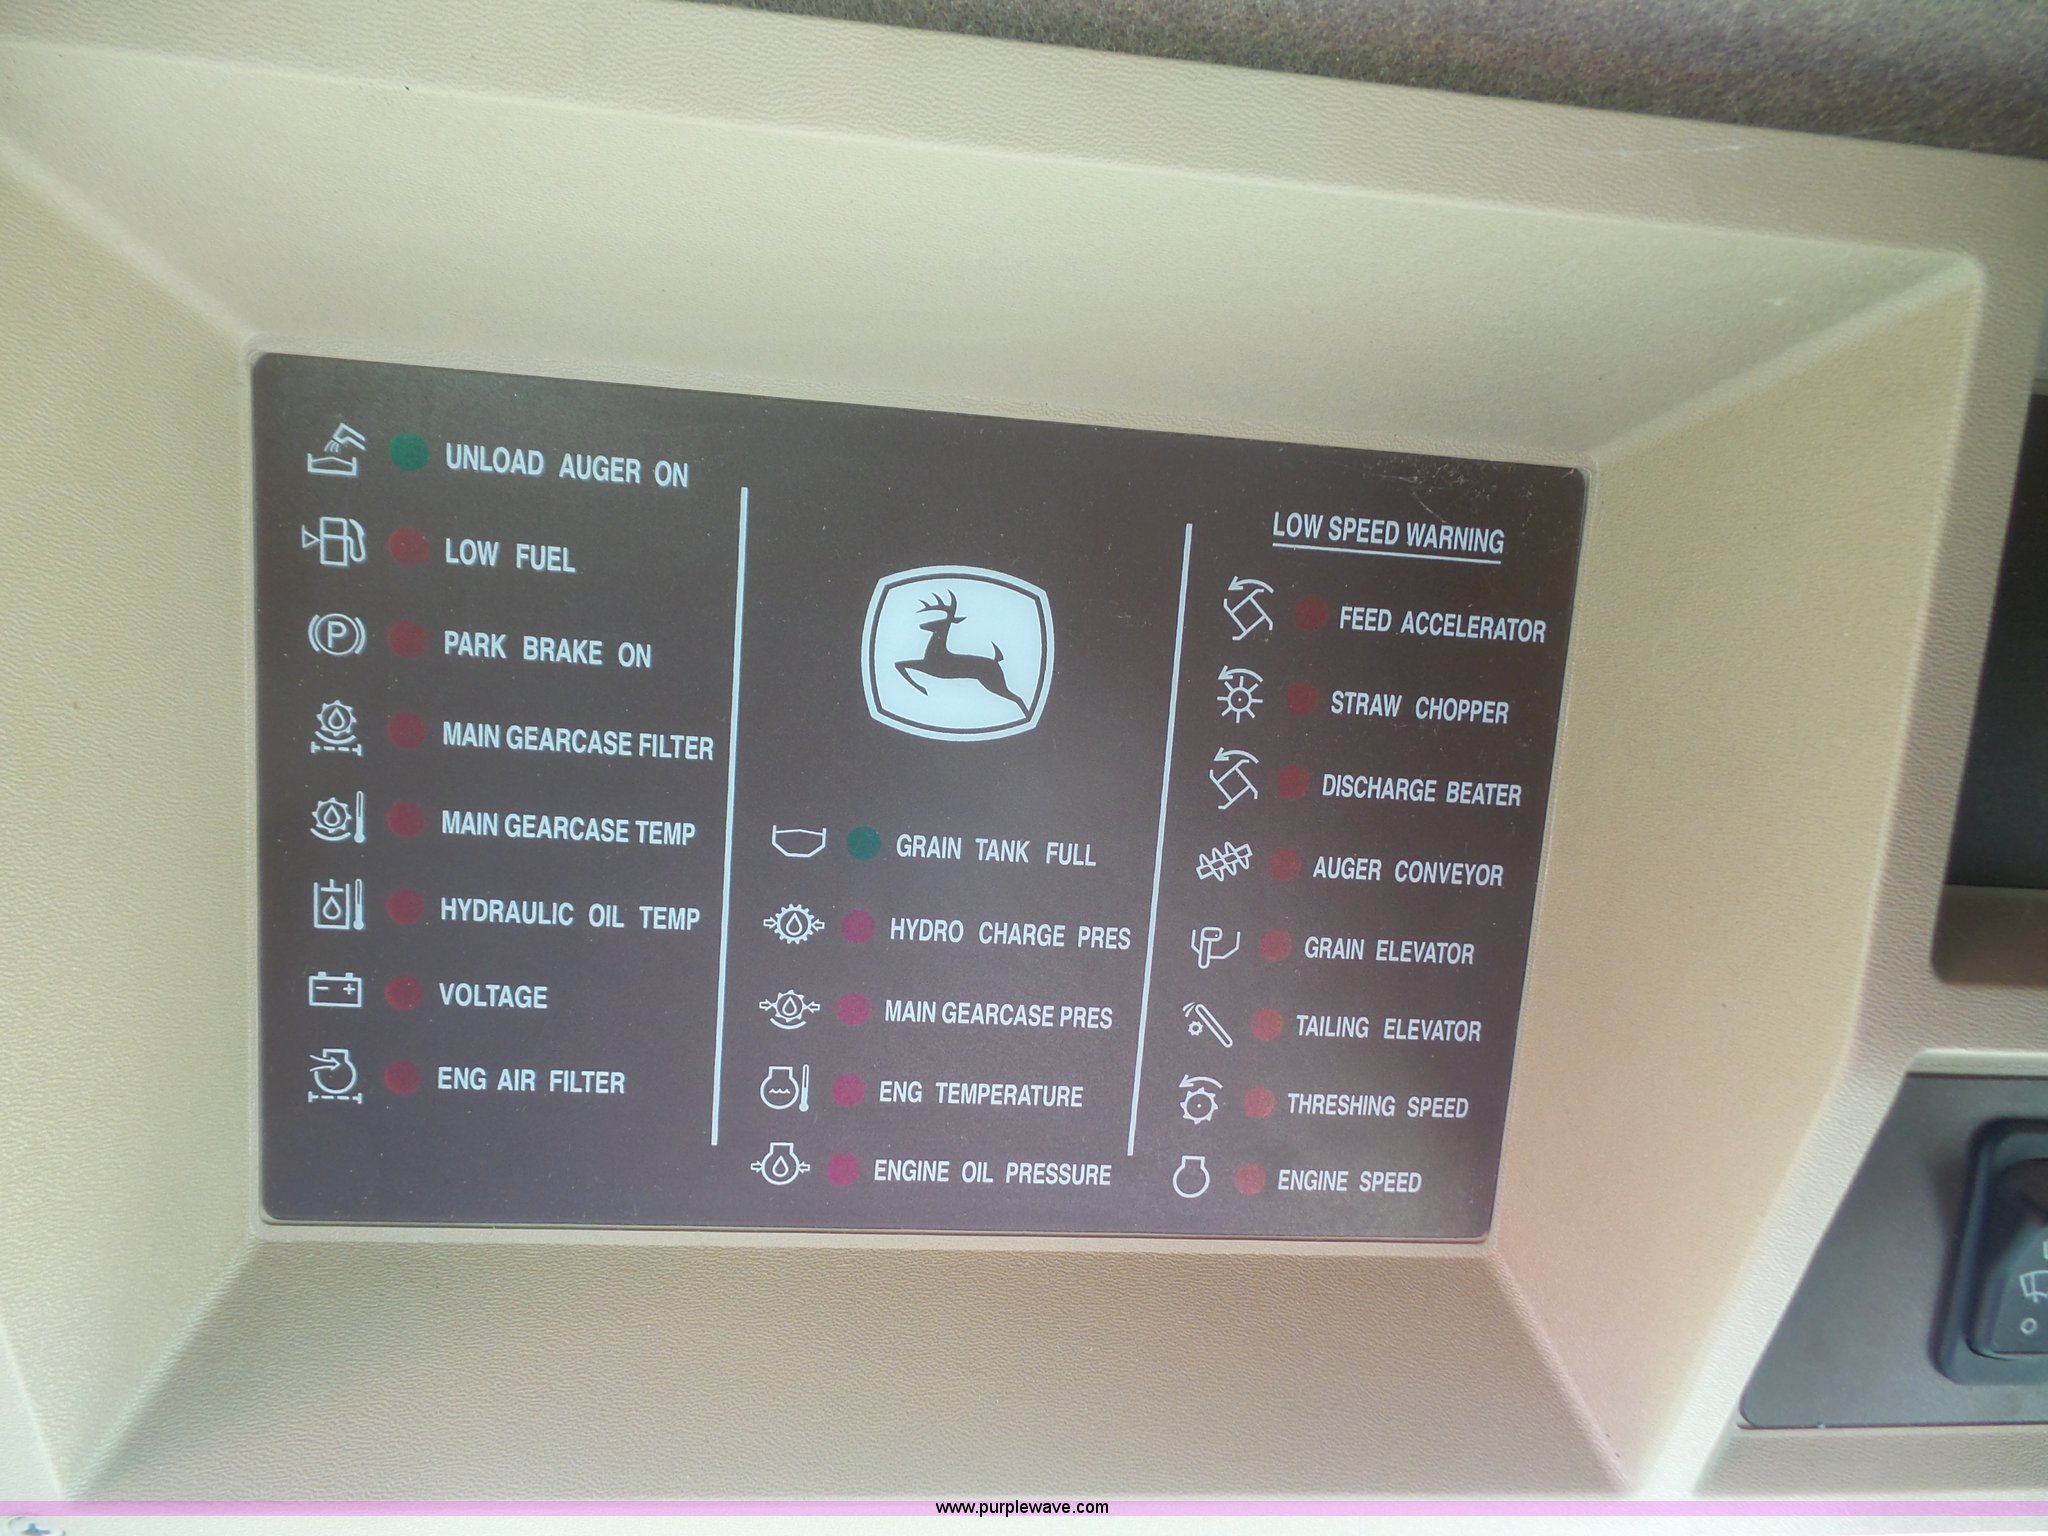 UNLOAD AUGER ON
LOW FUEL
PARK BRAKE ON
MAIN GEARCASE FILTER
MAIN GEARCASE TEMP
HYDRAULIC OIL TEMP
VOLTAGE
ENG AIR FILTER
GRAIN TANK FULL
HYDRO CHARGE PRES
MAIN GEARCASE PRES
ENG TEMPERATURE
ENGINE OIL PRESSURE
LOW SPEED WARNING
FEED ACCELERATOR
STRAW CHOPPER
DISCHARGE BEATER
AUGER CONVEYOR
GRAIN ELEVATOR
TAILING ELEVATOR
THRESHING SPEED
ENGINE SPEED
www.purplewave.com